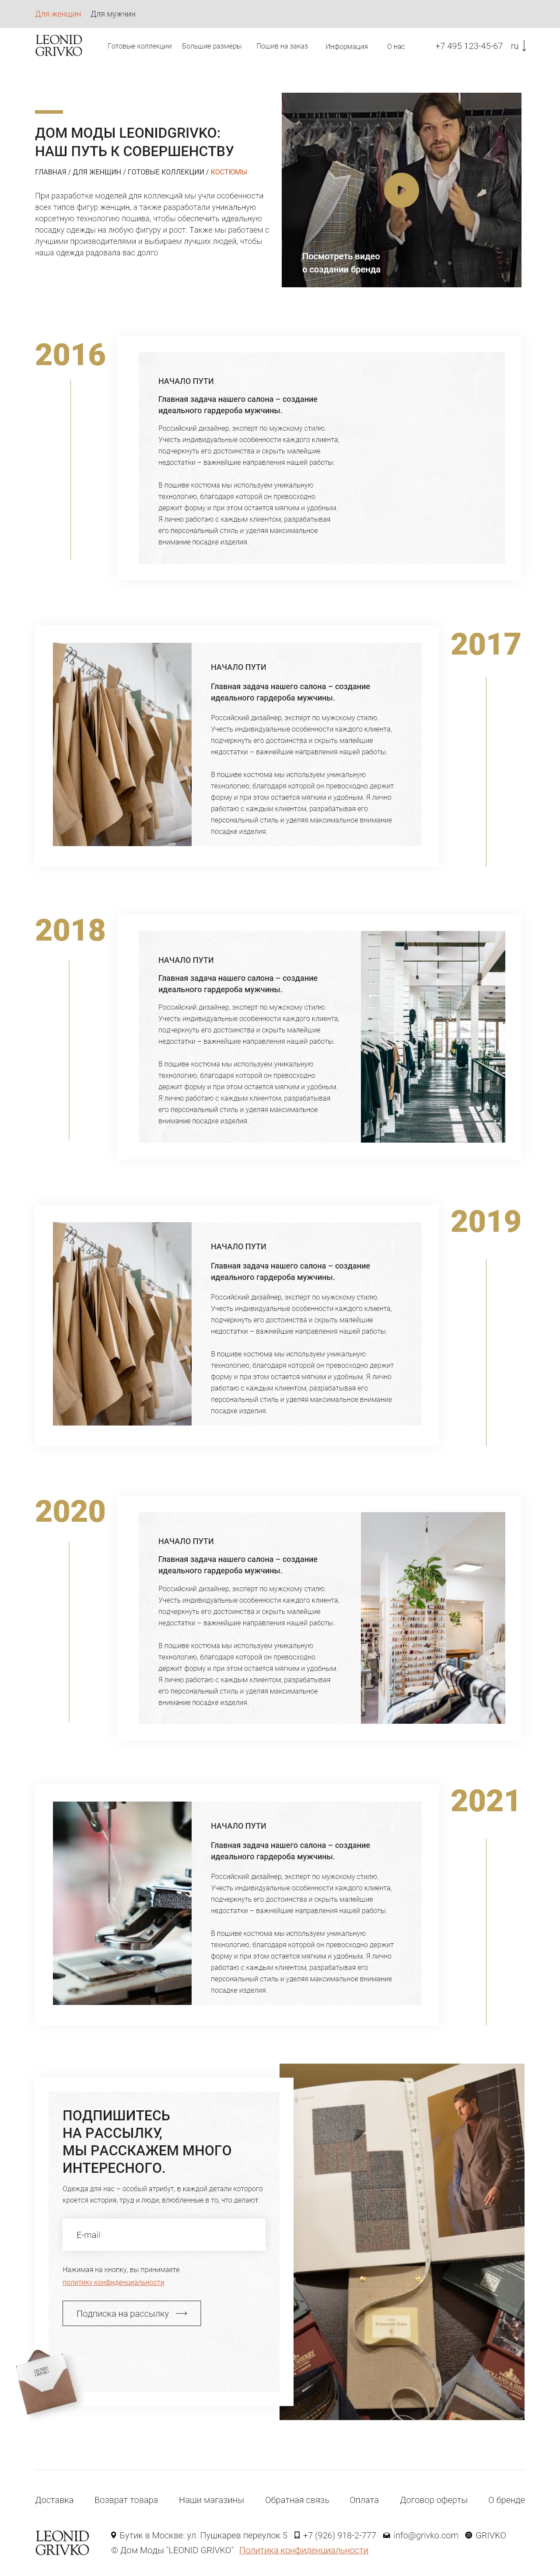 Для женщин Для мужчин
LEONID
GRIVKO
Готовые коллекции Большие размеры Пошив на заказ Информация О нас +7 495 123-45-67 ru
ДОМ МОДЫ LEONIDGRIVKO:
НАШ ПУТЬ К СОВЕРШЕНСТВУ
ГЛАВНАЯ / ДЛЯ ЖЕНЩИН / ГОТОВЫЕ КОЛЛЕКЦИИ / КОСТЮМЫ
При разработке моделей для коллекций мы учли особенности
всех типов фигур женщин, а также разработали уникальную
корсетную технологию пошива, чтобы обеспечить идеальную
посадку одежды на любую фигуру и рост. Также мы работаем с
лучшими производителями и выбираем лучших людей, чтобы
наша одежда радовала вас долго
Посмотреть видео
о создании бренда
2016
НАЧАЛО ПУТИ
Главная задача нашего салона – создание
идеального гардероба мужчины.
Российский дизайнер, эксперт по мужскому стилю.
Учесть индивидуальные особенности каждого клиента,
подчеркнуть его достоинства и скрыть малейшие
недостатки – важнейшие направления нашей работы.
В пошиве костюма мы используем уникальную
технологию, благодаря которой он превосходно
держит форму и при этом остается мягким и удобным.
Я лично работаю с каждым клиентом, разрабатывая
его персональный стиль и уделяя максимальное
внимание посадке изделия.
2017
НАЧАЛО ПУТИ
Главная задача нашего салона – создание
идеального гардероба мужчины.
Российский дизайнер, эксперт по мужскому стилю.
Учесть индивидуальные особенности каждого клиента,
подчеркнуть его достоинства и скрыть малейшие
недостатки – важнейшие направления нашей работы.
В пошиве костюма мы используем уникальную
технологию, благодаря которой он превосходно держит
форму и при этом остается мягким и удобным. Я лично
работаю с каждым клиентом, разрабатывая его
персональный стиль и уделяя максимальное внимание
посадке изделия.
2018
НАЧАЛО ПУТИ
Главная задача нашего салона – создание
идеального гардероба мужчины.
Российский дизайнер, эксперт по мужскому стилю.
Учесть индивидуальные особенности каждого клиента,
подчеркнуть его достоинства и скрыть малейшие
недостатки – важнейшие направления нашей работы.
В пошиве костюма мы используем уникальную
технологию, благодаря которой он превосходно
держит форму и при этом остается мягким и удобным.
Я лично работаю с каждым клиентом, разрабатывая
его персональный стиль и уделяя максимальное
внимание посадке изделия.
2019
НАЧАЛО ПУТИ
Главная задача нашего салона – создание
идеального гардероба мужчины.
Российский дизайнер, эксперт по мужскому стилю.
Учесть индивидуальные особенности каждого клиента,
подчеркнуть его достоинства и скрыть малейшие
недостатки – важнейшие направления нашей работы.
В пошиве костюма мы используем уникальную
технологию, благодаря которой он превосходно держит
форму и при этом остается мягким и удобным. Я лично
работаю с каждым клиентом, разрабатывая его
персональный стиль и уделяя максимальное внимание
посадке изделия.
2020
НАЧАЛО ПУТИ
Главная задача нашего салона – создание
идеального гардероба мужчины.
Российский дизайнер, эксперт по мужскому стилю.
Учесть индивидуальные особенности каждого клиента,
подчеркнуть его достоинства и скрыть малейшие
недостатки – важнейшие направления нашей работы.
В пошиве костюма мы используем уникальную
технологию, благодаря которой он превосходно
держит форму и при этом остается мягким и удобным.
Я лично работаю с каждым клиентом, разрабатывая
его персональный стиль и уделяя максимальное
внимание посадке изделия.
2021
НАЧАЛО ПУТИ
Главная задача нашего салона – создание
идеального гардероба мужчины.
Российский дизайнер, эксперт по мужскому стилю.
Учесть индивидуальные особенности каждого клиента,
подчеркнуть его достоинства и скрыть малейшие
недостатки – важнейшие направления нашей работы.
В пошиве костюма мы используем уникальную
технологию, благодаря которой он превосходно держит
форму и при этом остается мягким и удобным. Я лично
работаю с каждым клиентом, разрабатывая его
персональный стиль и уделяя максимальное внимание
посадке изделия.
ПОДПИШИТЕСЬ
НА РАССЫЛКУ,
МЫ РАССКАЖЕМ МНОГО
ИНТЕРЕСНОГО.
Одежда для нас – особый атрибут, в каждой детали которого
кроется история, труд и люди, влюбленные в то, что делают.
E-mail
Нажимая на кнопку, вы принимаете
политику конфиденциальности
Подписка на рассылку
LEONID
GRIVKO
Доставка Возврат товара Наши магазины Обратная связь Оплата Договор оферты О бренде
LEONID
GRIVKO
Бутик в Москве: ул. Пушкарев переулок 5 +7 (926) 918-2-777 info@grivko.com GRIVKO
© Дом Моды "LEONID GRIVKO" Политика конфиденциальности